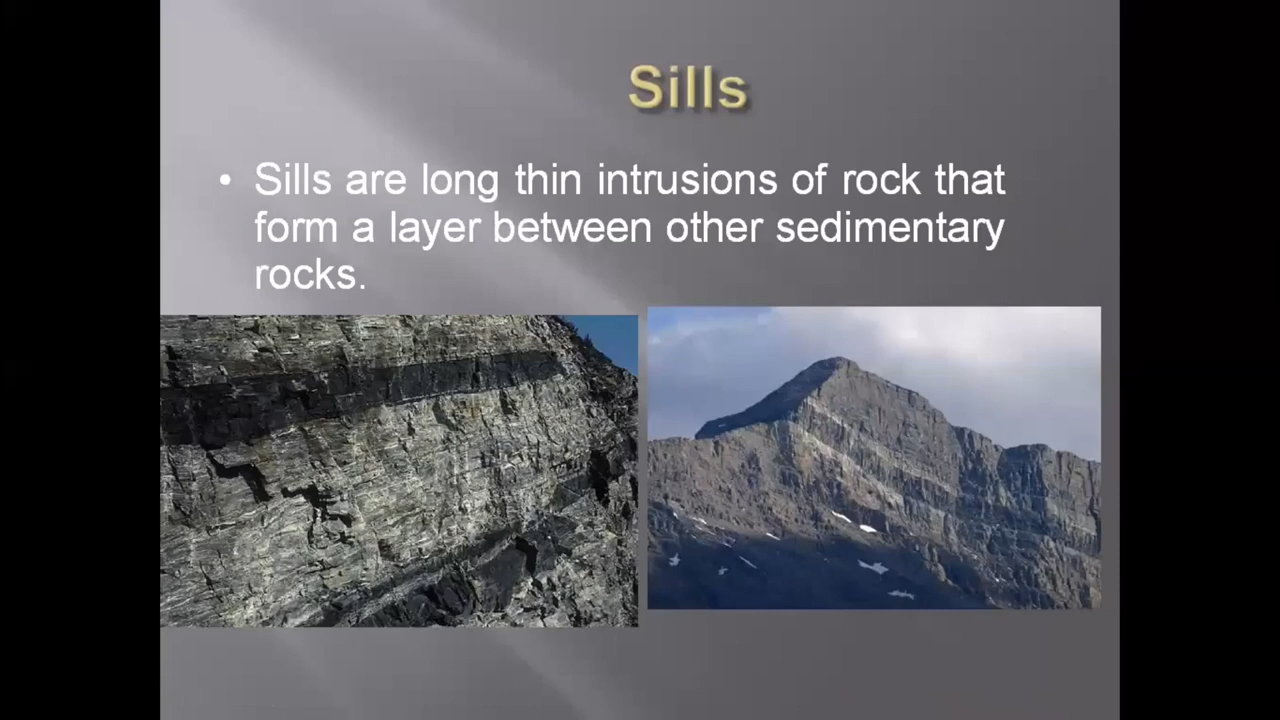 Sills
• Sills are long thin intrusions of rock that
form a layer between other sedimentary
rocks.